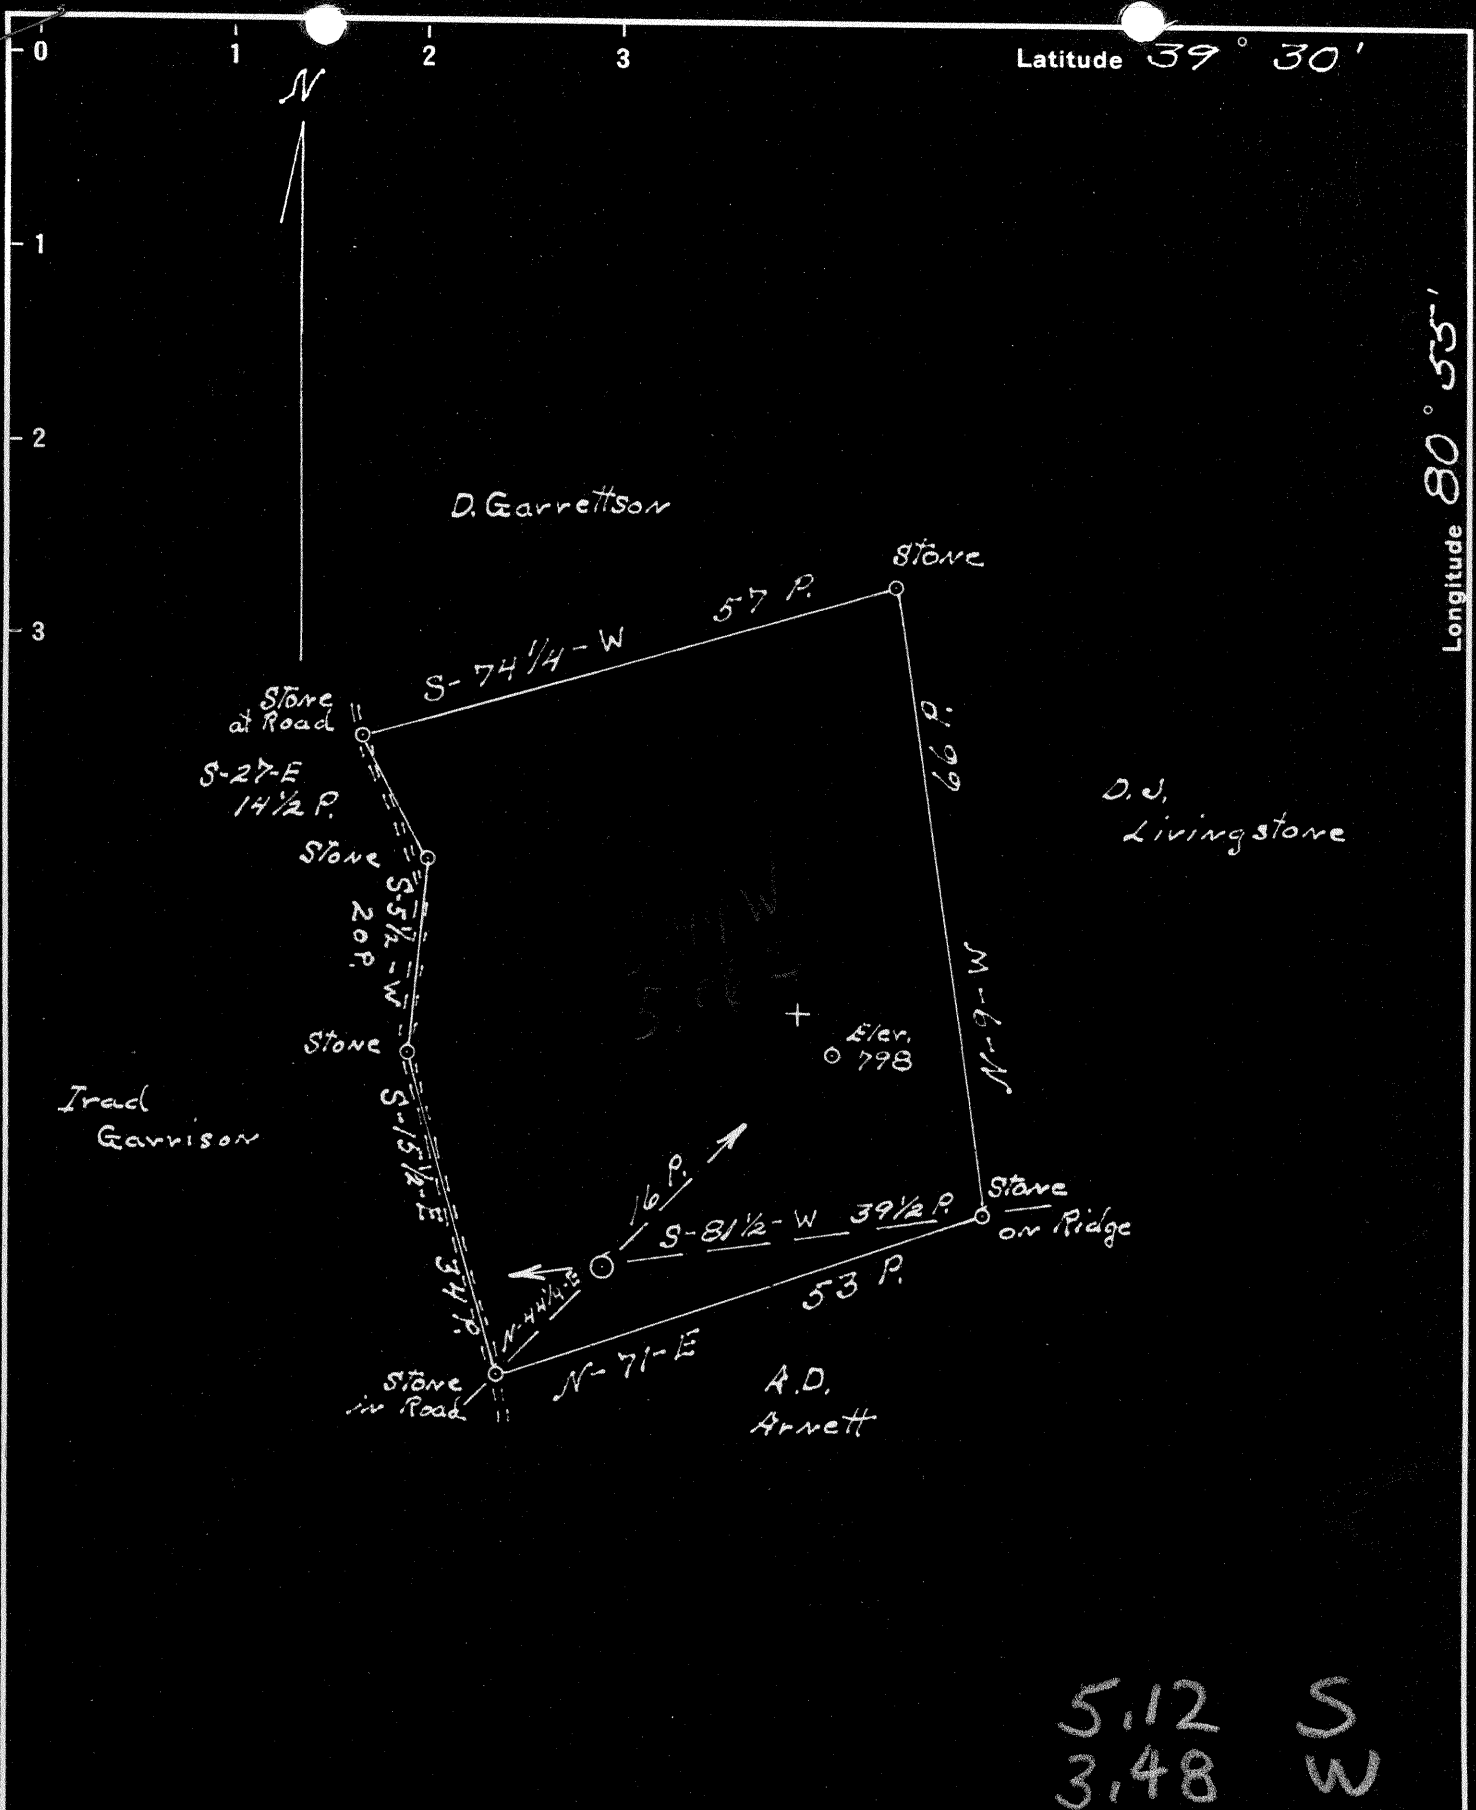 0 1 2 3 Latitude 39° 30'
N
1
2
3
Longitude 80° 55'
D. Garrettson
Stone
57 P.
S-74 1/4-W
Stone
at Road
S-27-E
14 1/2 P.
Stone
S-5 1/2-W
20 P.
66 P.
N-9-W
D. J.
Livingstone
Stone
Elev.
798
Irad
Garrison
S-15 1/2-E 34 P.
16 P.
S-81 1/2-W 39 1/2 P.
Stone
on Ridge
N-44 1/4-E
53 P.
N-71-E
Stone
in Road
A.D.
Arnett
5.12 S
3.48 W